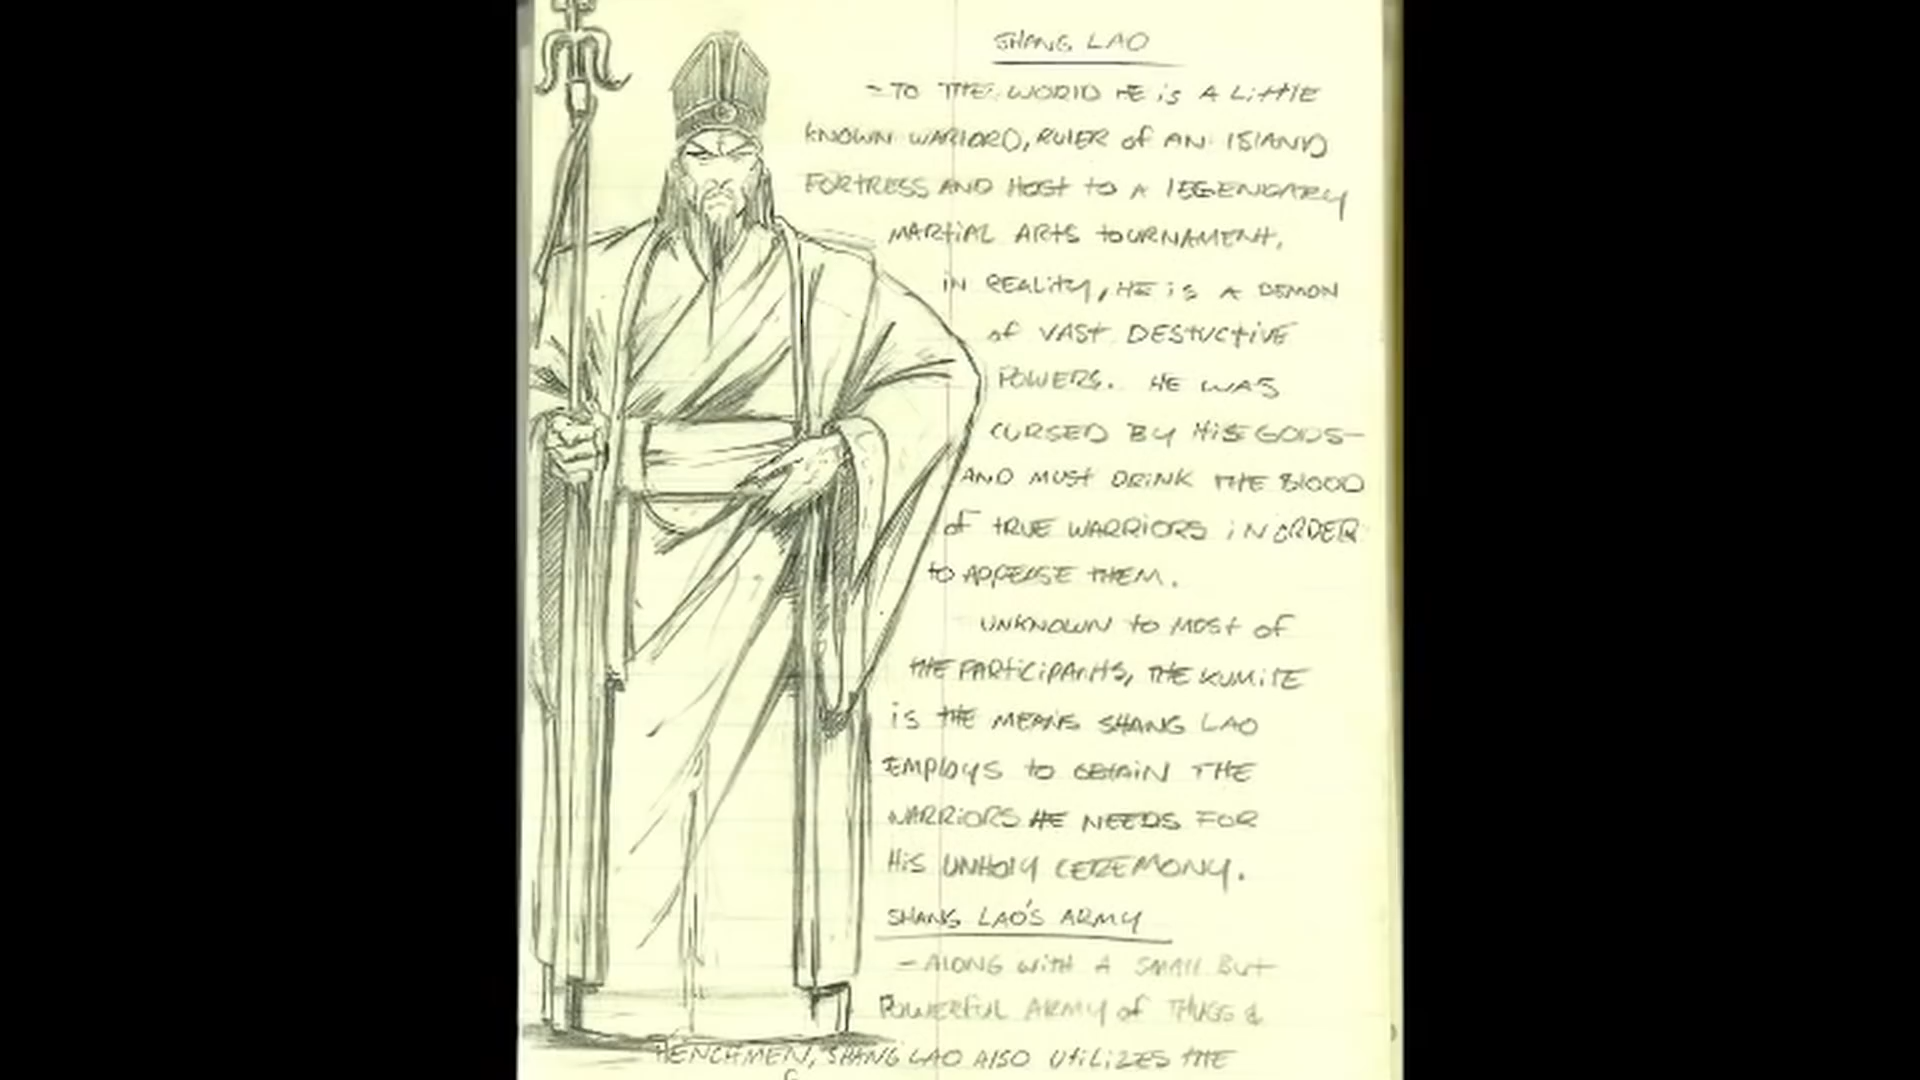 SHANG LAO
- TO THE WORLD HE is A LittlE
KNOWN WARlORD, RUlER of AN ISlAND
FORTRESS AND HOSt to A lEGENDARY
MARtiAL ARtS tOURNAMENt.
iN REALity, HE iS A DEMON
of VASt DEStUCtiVE
POWERS. HE WAS
CURSED BY HiS GODS -
AND MUSt DRiNK THE BlOOD
of tRUE WARRiORS iN ORDER
to APPEASE tHEM.
UNKNOWN to MOSt of
tHE PARtiCiPANtS, tHE KUMitE
iS tHE MEANS SHANG LAO
EMPlOYS to OBtAiN THE
WARRiORS HE NEEDS FOR
HiS UNHOlY CEREMONY.
SHANG LAO'S ARMY
- AlONG WitH A SMAll BUt
POWERFUL ARMY of THUGS &
HENCHMEN, SHANG LAO AlSO UtiLiZES tHE